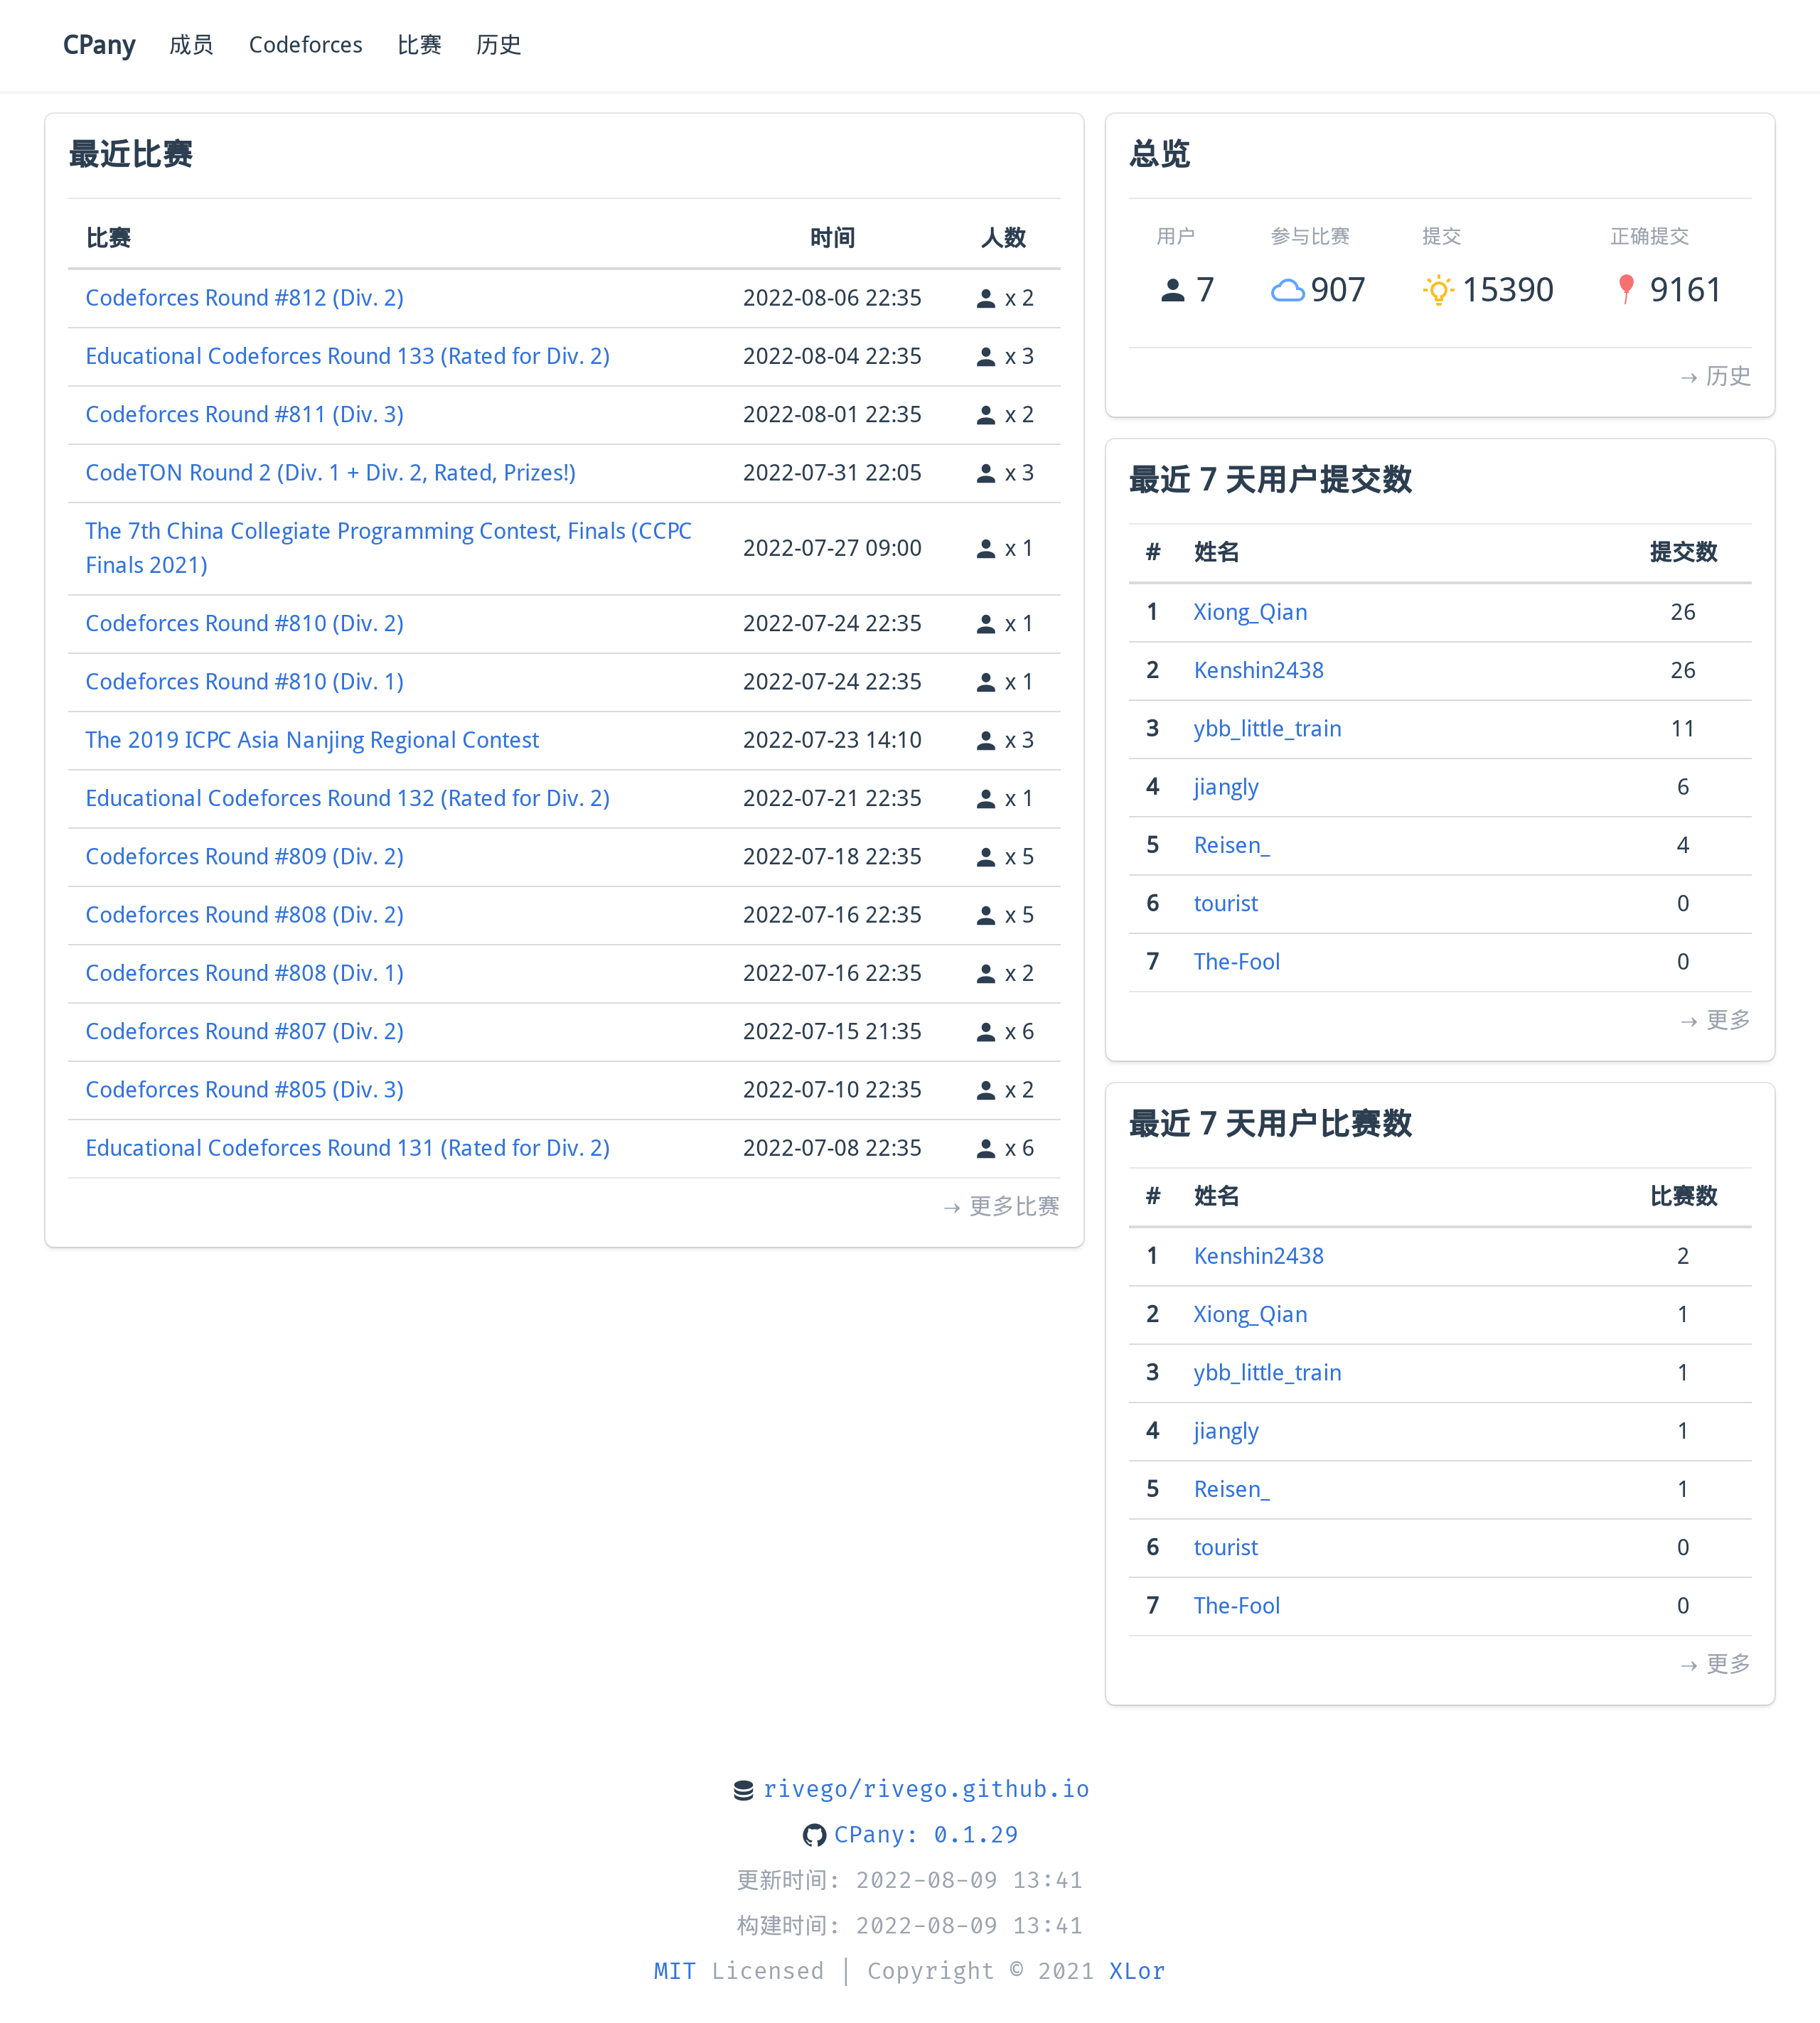 CPany 成员 Codeforces 比赛 历史
最近比赛
比赛 时间 人数
Codeforces Round #812 (Div. 2) 2022-08-06 22:35 x 2
Educational Codeforces Round 133 (Rated for Div. 2) 2022-08-04 22:35 x 3
Codeforces Round #811 (Div. 3) 2022-08-01 22:35 x 2
CodeTON Round 2 (Div. 1 + Div. 2, Rated, Prizes!) 2022-07-31 22:05 x 3
The 7th China Collegiate Programming Contest, Finals (CCPC
Finals 2021) 2022-07-27 09:00 x 1
Codeforces Round #810 (Div. 2) 2022-07-24 22:35 x 1
Codeforces Round #810 (Div. 1) 2022-07-24 22:35 x 1
The 2019 ICPC Asia Nanjing Regional Contest 2022-07-23 14:10 x 3
Educational Codeforces Round 132 (Rated for Div. 2) 2022-07-21 22:35 x 1
Codeforces Round #809 (Div. 2) 2022-07-18 22:35 x 5
Codeforces Round #808 (Div. 2) 2022-07-16 22:35 x 5
Codeforces Round #808 (Div. 1) 2022-07-16 22:35 x 2
Codeforces Round #807 (Div. 2) 2022-07-15 21:35 x 6
Codeforces Round #805 (Div. 3) 2022-07-10 22:35 x 2
Educational Codeforces Round 131 (Rated for Div. 2) 2022-07-08 22:35 x 6
→ 更多比赛
总览
用户 参与比赛 提交 正确提交
7 907 15390 9161
→ 历史
最近 7 天用户提交数
# 姓名 提交数
1 Xiong_Qian 26
2 Kenshin2438 26
3 ybb_little_train 11
4 jiangly 6
5 Reisen_ 4
6 tourist 0
7 The-Fool 0
→ 更多
最近 7 天用户比赛数
# 姓名 比赛数
1 Kenshin2438 2
2 Xiong_Qian 1
3 ybb_little_train 1
4 jiangly 1
5 Reisen_ 1
6 tourist 0
7 The-Fool 0
→ 更多
rivego/rivego.github.io
CPany: 0.1.29
更新时间: 2022-08-09 13:41
构建时间: 2022-08-09 13:41
MIT Licensed | Copyright © 2021 XLor